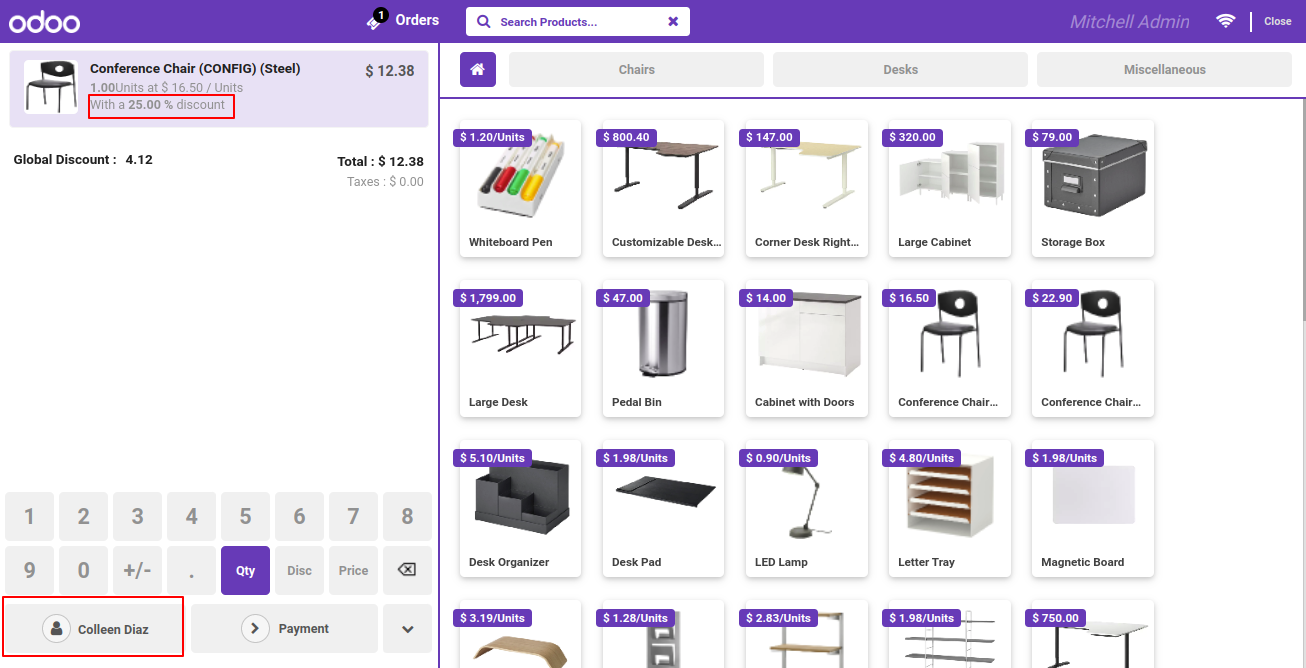 odoo
1
Orders
Search Products...
Mitchell Admin
Close
Conference Chair (CONFIG) (Steel)
$ 12.38
1.00Units at $ 16.50 / Units
With a 25.00 % discount
Global Discount : 4.12
Total : $ 12.38
Taxes : $ 0.00
1 2 3 4 5 6 7 8
9 0 +/- . Qty Disc Price
Colleen Diaz
Payment
Chairs
Desks
Miscellaneous
$ 1.20/Units
$ 800.40
$ 147.00
$ 320.00
$ 79.00
Whiteboard Pen
Customizable Desk...
Corner Desk Right...
Large Cabinet
Storage Box
$ 1,799.00
$ 47.00
$ 14.00
$ 16.50
$ 22.90
Large Desk
Pedal Bin
Cabinet with Doors
Conference Chair...
Conference Chair...
$ 5.10/Units
$ 1.98/Units
$ 0.90/Units
$ 4.80/Units
$ 1.98/Units
Desk Organizer
Desk Pad
LED Lamp
Letter Tray
Magnetic Board
$ 3.19/Units
$ 1.28/Units
$ 2.83/Units
$ 1.98/Units
$ 750.00